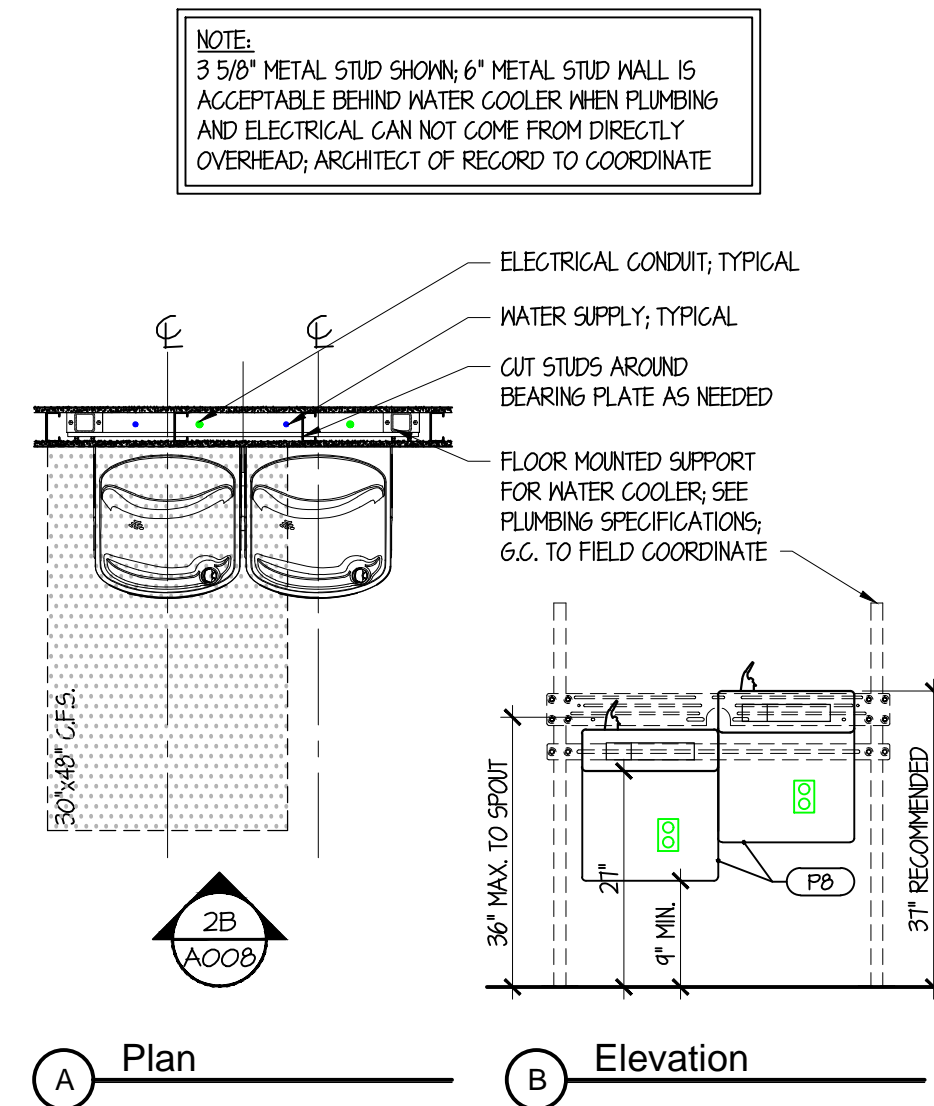 NOTE:
3 5/8" METAL STUD SHOWN; 6" METAL STUD WALL IS
ACCEPTABLE BEHIND WATER COOLER WHEN PLUMBING
AND ELECTRICAL CAN NOT COME FROM DIRECTLY
OVERHEAD; ARCHITECT OF RECORD TO COORDINATE
ELECTRICAL CONDUIT; TYPICAL
WATER SUPPLY; TYPICAL
CUT STUDS AROUND
BEARING PLATE AS NEEDED
FLOOR MOUNTED SUPPORT
FOR WATER COOLER; SEE
PLUMBING SPECIFICATIONS;
G.C. TO FIELD COORDINATE
℄
℄
30"x48" C.F.S.
2B
A008
36" MAX. TO SPOUT
27"
9" MIN.
P8
37" RECOMMENDED
A
Plan
B
Elevation